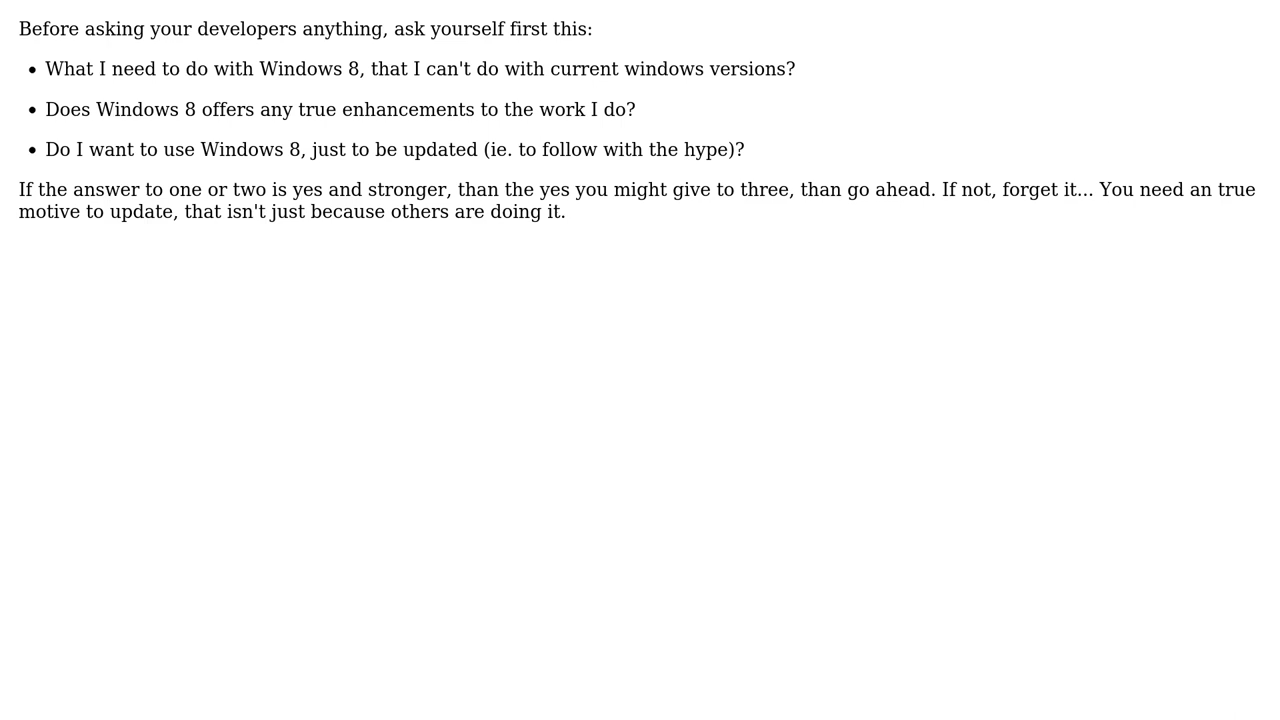 Before asking your developers anything, ask yourself first this:
• What I need to do with Windows 8, that I can't do with current windows versions?
• Does Windows 8 offers any true enhancements to the work I do?
• Do I want to use Windows 8, just to be updated (ie. to follow with the hype)?
If the answer to one or two is yes and stronger, than the yes you might give to three, than go ahead. If not, forget it... You need an true
motive to update, that isn't just because others are doing it.